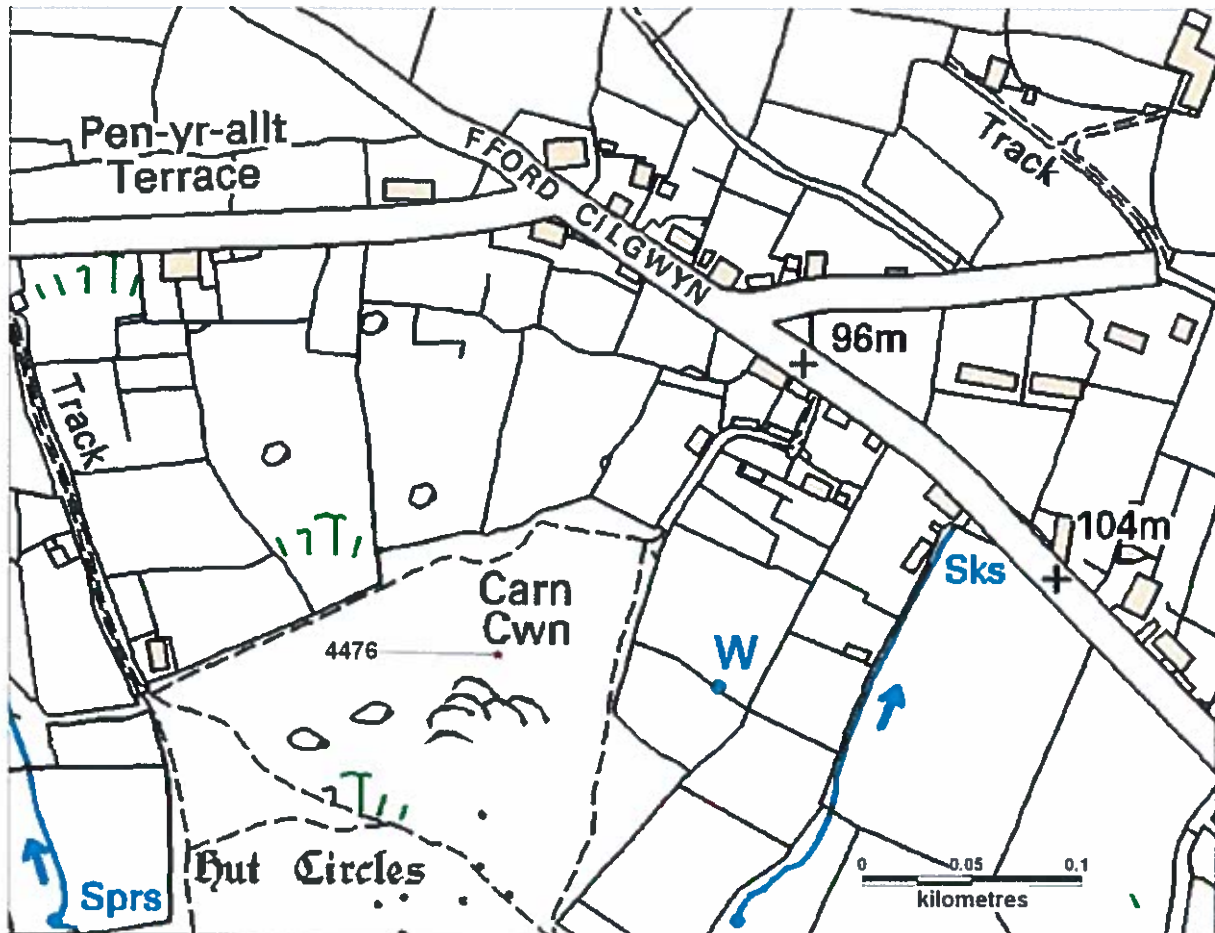 Pen-yr-allt
Terrace
FFORD CILGWYN
Track
96m
Track
104m
Sks
Carn
Cwn
4476
W
Hut Circles
Sprs
0 0.05 0.1
kilometres